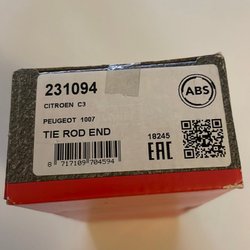 231094
ABS
CITROEN C3
PEUGEOT 1007
TIE ROD END
18245
EAC
8 717109 704594